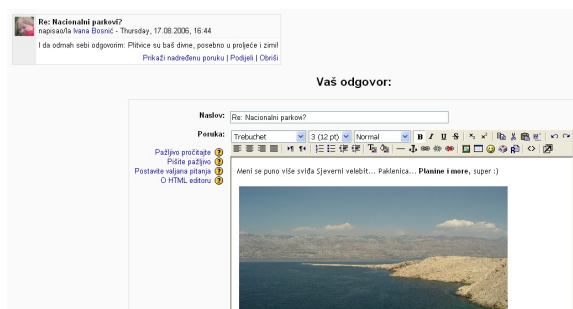 Re: Nacionalni parkovi?
napisao/la Ivana Bosnić - Thursday, 17.08.2006, 16:44
I da odmah sebi odgovorim: Plitvice su baš divne, posebno u proljeće i zimi!
Prikaži nadređenu poruku | Podijeli | Obriši
Vaš odgovor:
Naslov: Re: Nacionalni parkovi?
Poruka: Trebuchet 3 (12 pt) Normal B I U S
Pažljivo pročitajte
Pišite pažljivo
Postavite valjana pitanja
O HTML editoru
Meni se puno više sviđa Sjeverni velebit... Paklenica... Planine i more, super :)